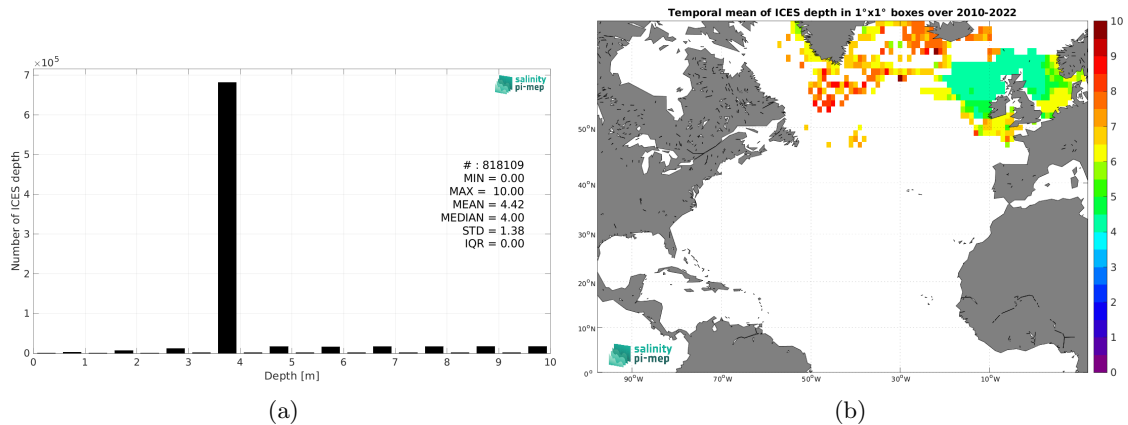 ×10⁵
7
6
5
4
3
2
1
0
Number of ICES depth
salinity
pi-mep
# : 818109
MIN = 0.00
MAX = 10.00
MEAN = 4.42
MEDIAN = 4.00
STD = 1.38
IQR = 0.00
0 1 2 3 4 5 6 7 8 9 10
Depth [m]
(a)
Temporal mean of ICES depth in 1°x1° boxes over 2010-2022
50°N
40°N
30°N
20°N
10°N
0°
90°W 70°W 50°W 30°W 10°W
salinity
pi-mep
10
9
8
7
6
5
4
3
2
1
0
(b)